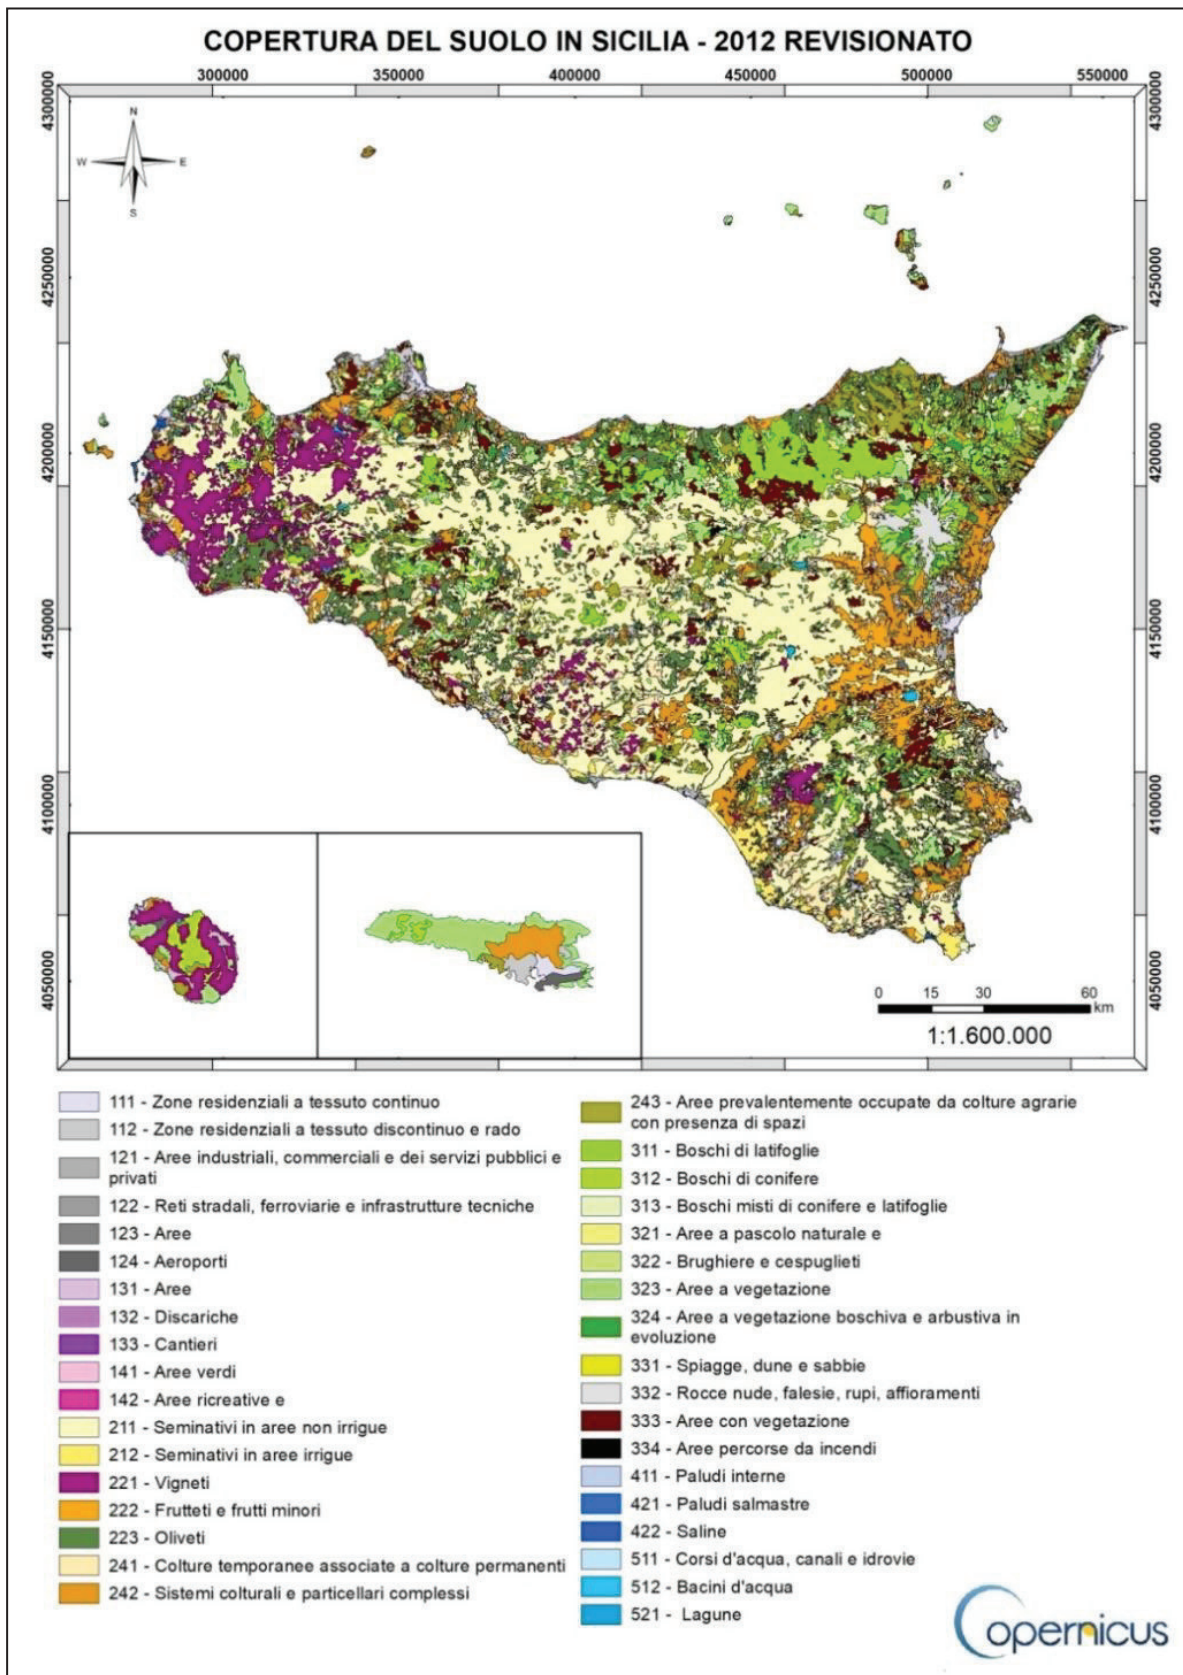 COPERTURA DEL SUOLO IN SICILIA - 2012 REVISIONATO
300000 350000 400000 450000 500000 550000
4300000 4300000
N
W E
S
4250000 4250000
4200000 4200000
4150000 4150000
4100000 4100000
4050000 4050000
0 15 30 60
km
1:1.600.000
111 - Zone residenziali a tessuto continuo
112 - Zone residenziali a tessuto discontinuo e rado
121 - Aree industriali, commerciali e dei servizi pubblici e
privati
122 - Reti stradali, ferroviarie e infrastrutture tecniche
123 - Aree
124 - Aeroporti
131 - Aree
132 - Discariche
133 - Cantieri
141 - Aree verdi
142 - Aree ricreative e
211 - Seminativi in aree non irrigue
212 - Seminativi in aree irrigue
221 - Vigneti
222 - Frutteti e frutti minori
223 - Oliveti
241 - Colture temporanee associate a colture permanenti
242 - Sistemi colturali e particellari complessi
243 - Aree prevalentemente occupate da colture agrarie
con presenza di spazi
311 - Boschi di latifoglie
312 - Boschi di conifere
313 - Boschi misti di conifere e latifoglie
321 - Aree a pascolo naturale e
322 - Brughiere e cespuglieti
323 - Aree a vegetazione
324 - Aree a vegetazione boschiva e arbustiva in
evoluzione
331 - Spiagge, dune e sabbie
332 - Rocce nude, falesie, rupi, affioramenti
333 - Aree con vegetazione
334 - Aree percorse da incendi
411 - Paludi interne
421 - Paludi salmastre
422 - Saline
511 - Corsi d'acqua, canali e idrovie
512 - Bacini d'acqua
521 - Lagune
Copernicus